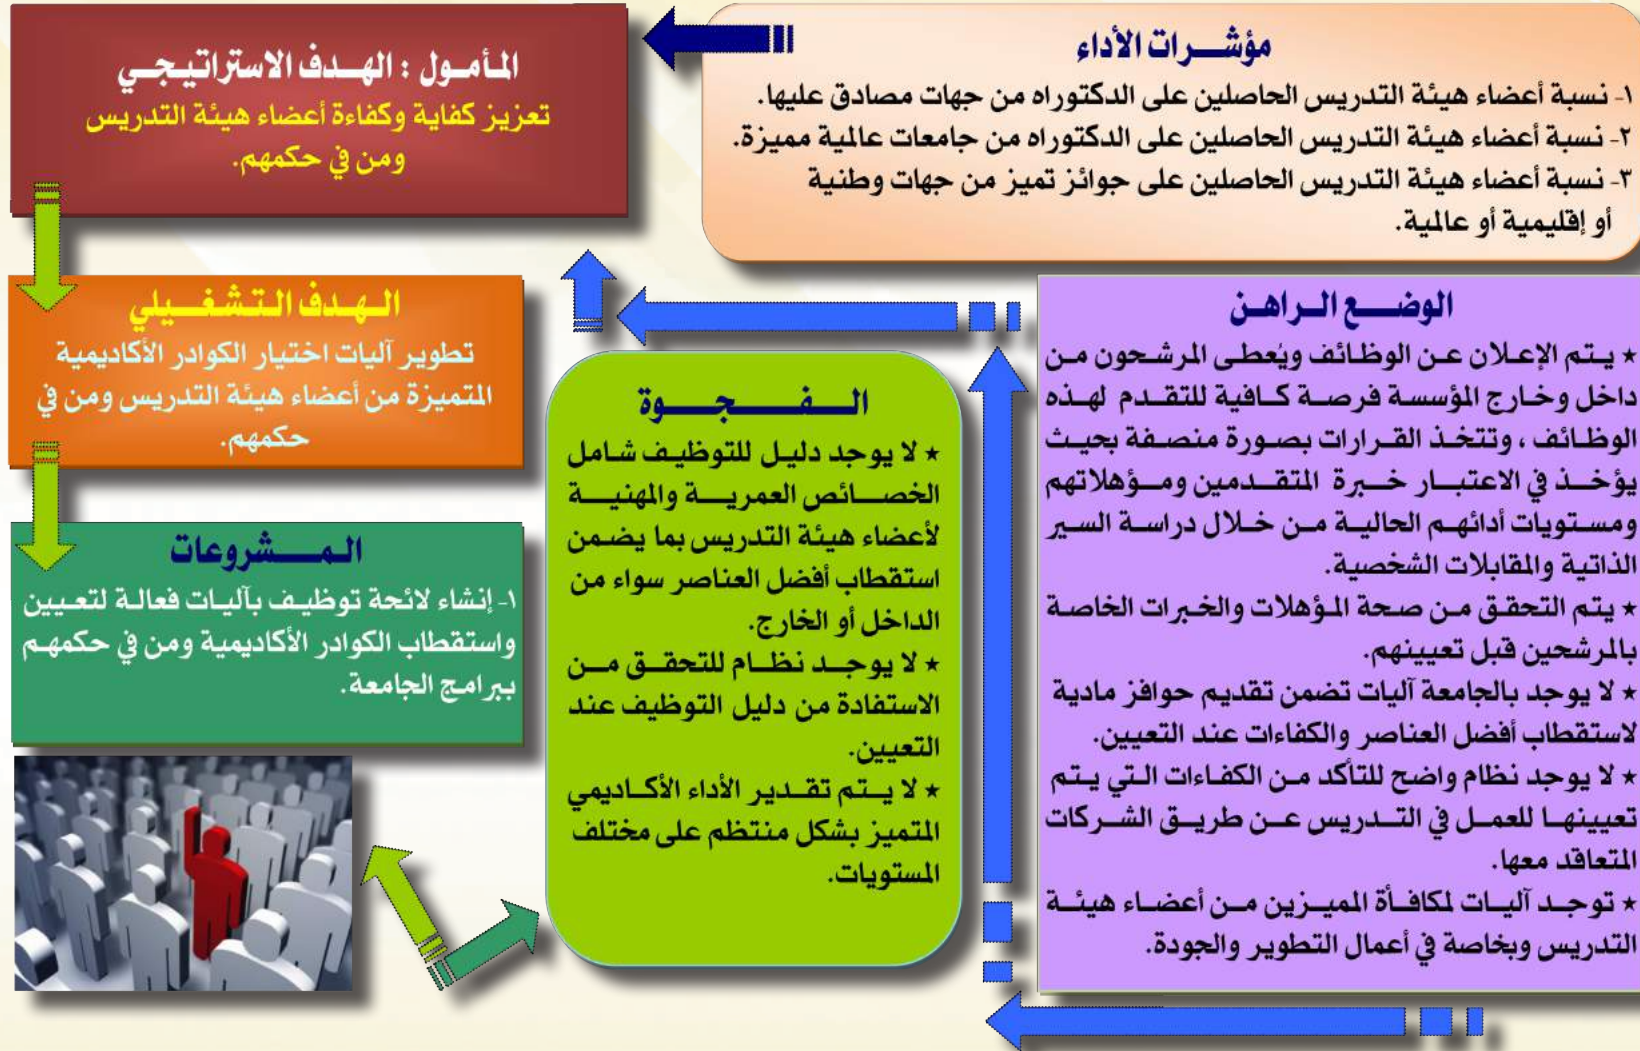 مؤشرات الأداء
١- نسبة أعضاء هيئة التدريس الحاصلين على الدكتوراه من جهات مصادق عليها.
٢- نسبة أعضاء هيئة التدريس الحاصلين على الدكتوراه من جامعات عالمية مميزة.
٣- نسبة أعضاء هيئة التدريس الحاصلين على جوائز تميز من جهات وطنية
أو إقليمية أو عالمية.
المأمول : الهدف الاستراتيجي
تعزيز كفاية وكفاءة أعضاء هيئة التدريس
ومن في حكمهم.
الوضع الراهن
* يتم الإعلان عن الوظائف ويُعطى المرشحون من
داخل وخارج المؤسسة فرصة كافية للتقدم لهذه
الوظائف ، وتتخذ القرارات بصورة منصفة بحيث
يؤخذ في الاعتبار خبرة المتقدمين ومؤهلاتهم
ومستويات أدائهم الحالية من خلال دراسة السير
الذاتية والمقابلات الشخصية.
* يتم التحقق من صحة المؤهلات والخبرات الخاصة
بالمرشحين قبل تعيينهم.
* لا يوجد بالجامعة آليات تضمن تقديم حوافز مادية
لاستقطاب أفضل العناصر والكفاءات عند التعيين.
* لا يوجد نظام واضح للتأكد من الكفاءات التي يتم
تعيينها للعمل في التدريس عن طريق الشركات
المتعاقد معها.
* توجد آليات لمكافأة المميزين من أعضاء هيئة
التدريس وبخاصة في أعمال التطوير والجودة.
الفجوة
* لا يوجد دليل للتوظيف شامل
الخصائص العمرية والمهنية
لأعضاء هيئة التدريس بما يضمن
استقطاب أفضل العناصر سواء من
الداخل أو الخارج.
* لا يوجد نظام للتحقق من
الاستفادة من دليل التوظيف عند
التعيين.
* لا يتم تقدير الأداء الأكاديمي
المتميز بشكل منتظم على مختلف
المستويات.
الهدف التشغيلي
تطوير آليات اختيار الكوادر الأكاديمية
المتميزة من أعضاء هيئة التدريس ومن في
حكمهم.
المشروعات
١- إنشاء لائحة توظيف بآليات فعالة لتعيين
واستقطاب الكوادر الأكاديمية ومن في حكمهم
ببرامج الجامعة.